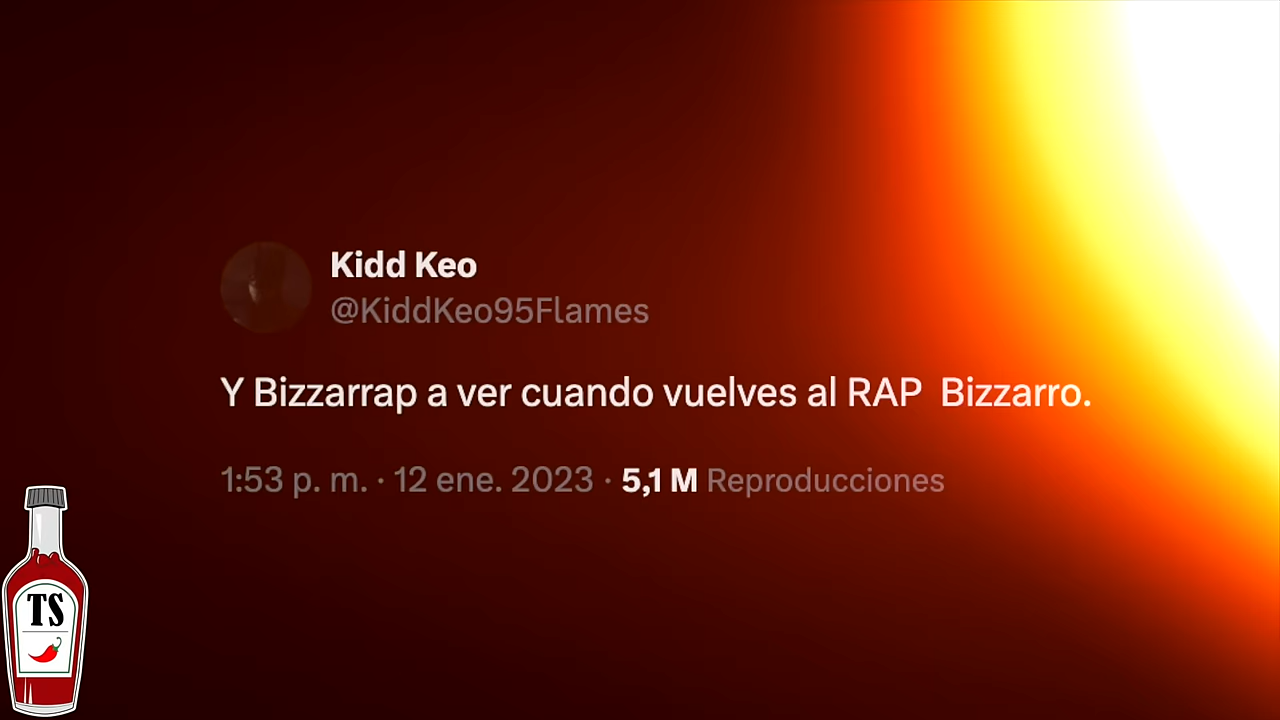 Kidd Keo
@KiddKeo95Flames
Y Bizzarrap a ver cuando vuelves al RAP  Bizzarro.
1:53 p. m. · 12 ene. 2023 · 5,1 M Reproducciones
TS